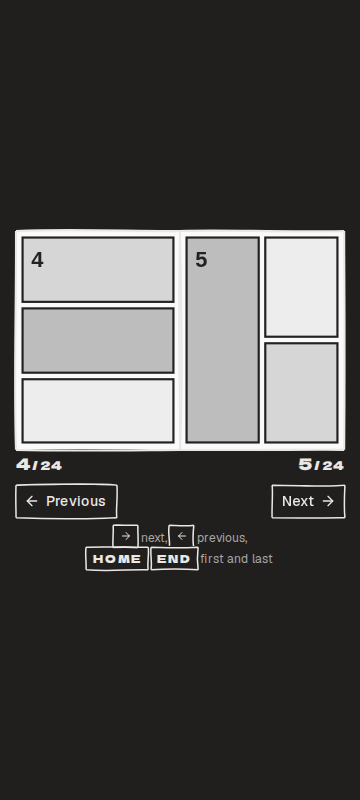 4
5
4/24
5/24
← Previous
Next →
→ next, ← previous,
HOME END first and last